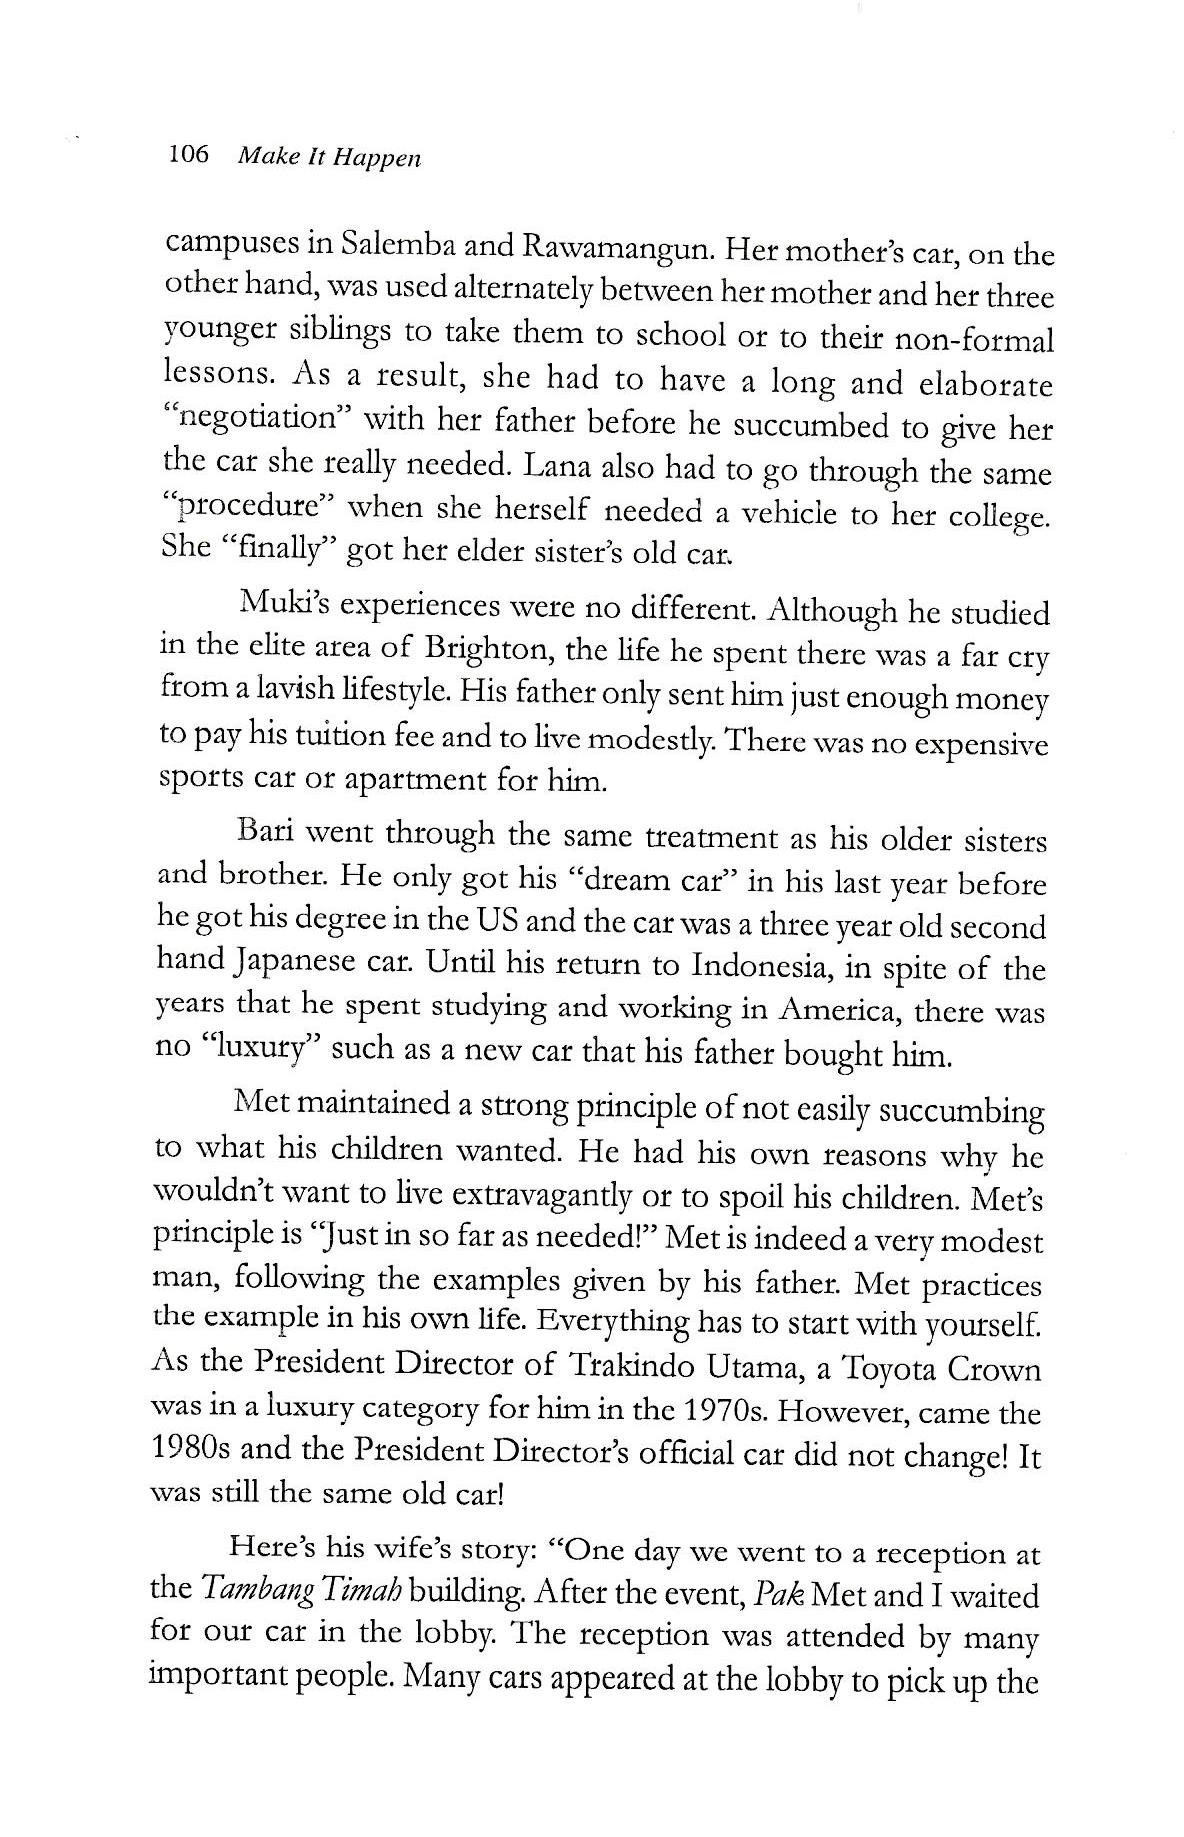 106 Make It Happen
campuses in Salemba and Rawamangun. Her mother's car, on the
other hand, was used alternately between her mother and her three
younger siblings to take them to school or to their non-formal
lessons. As a result, she had to have a long and elaborate
“negotiation” with her father before he succumbed to give her
the car she really needed. Lana also had to go through the same
“procedure” when she herself needed a vehicle to her college.
She “finally” got her elder sister's old car.
Muki's experiences were no different. Although he studied
in the elite area of Brighton, the life he spent there was a far cry
from a lavish lifestyle. His father only sent him just enough money
to pay his tuition fee and to live modestly. There was no expensive
sports car or apartment for him.
Bari went through the same treatment as his older sisters
and brother. He only got his “dream car” in his last year before
he got his degree in the US and the car was a three year old second
hand Japanese car. Until his return to Indonesia, in spite of the
years that he spent studying and working in America, there was
no “luxury” such as a new car that his father bought him.
Met maintained a strong principle of not easily succumbing
to what his children wanted. He had his own reasons why he
wouldn't want to live extravagantly or to spoil his children. Met's
principle is “Just in so far as needed!” Met is indeed a very modest
man, following the examples given by his father. Met practices
the example in his own life. Everything has to start with yourself.
As the President Director of Trakindo Utama, a Toyota Crown
was in a luxury category for him in the 1970s. However, came the
1980s and the President Director's official car did not change! It
was still the same old car!
Here's his wife's story: “One day we went to a reception at
the Tambang Timah building. After the event, Pak Met and I waited
for our car in the lobby. The reception was attended by many
important people. Many cars appeared at the lobby to pick up the